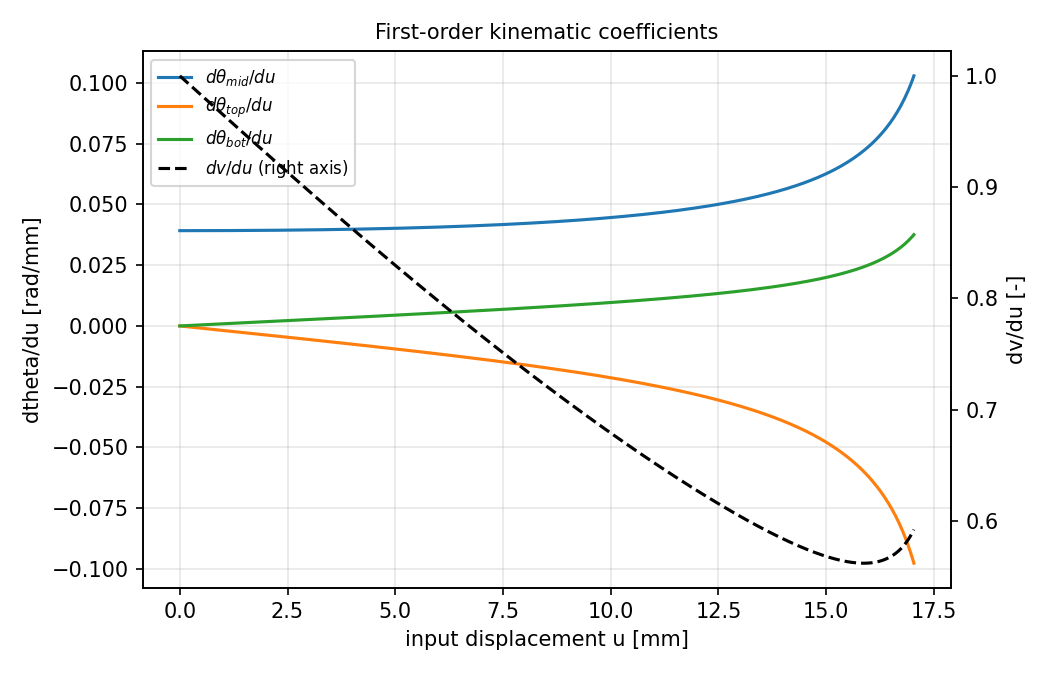 First-order kinematic coefficients
dθ_mid/du
dθ_top/du
dθ_bot/du
dv/du (right axis)
0.100
0.075
0.050
0.025
0.000
−0.025
−0.050
−0.075
−0.100
dtheta/du [rad/mm]
1.0
0.9
0.8
0.7
0.6
dv/du [-]
0.0 2.5 5.0 7.5 10.0 12.5 15.0 17.5
input displacement u [mm]